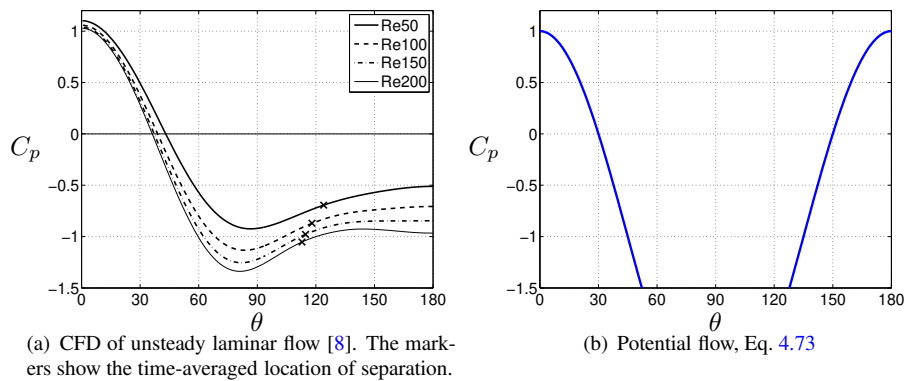 Re50
Re100
Re150
Re200
1
0.5
0
−0.5
−1
−1.5
C_p
0 30 60 90 120 150 180
θ
(a) CFD of unsteady laminar flow [8]. The mark-
ers show the time-averaged location of separation.
1
0.5
0
−0.5
−1
−1.5
C_p
0 30 60 90 120 150 180
θ
(b) Potential flow, Eq. 4.73